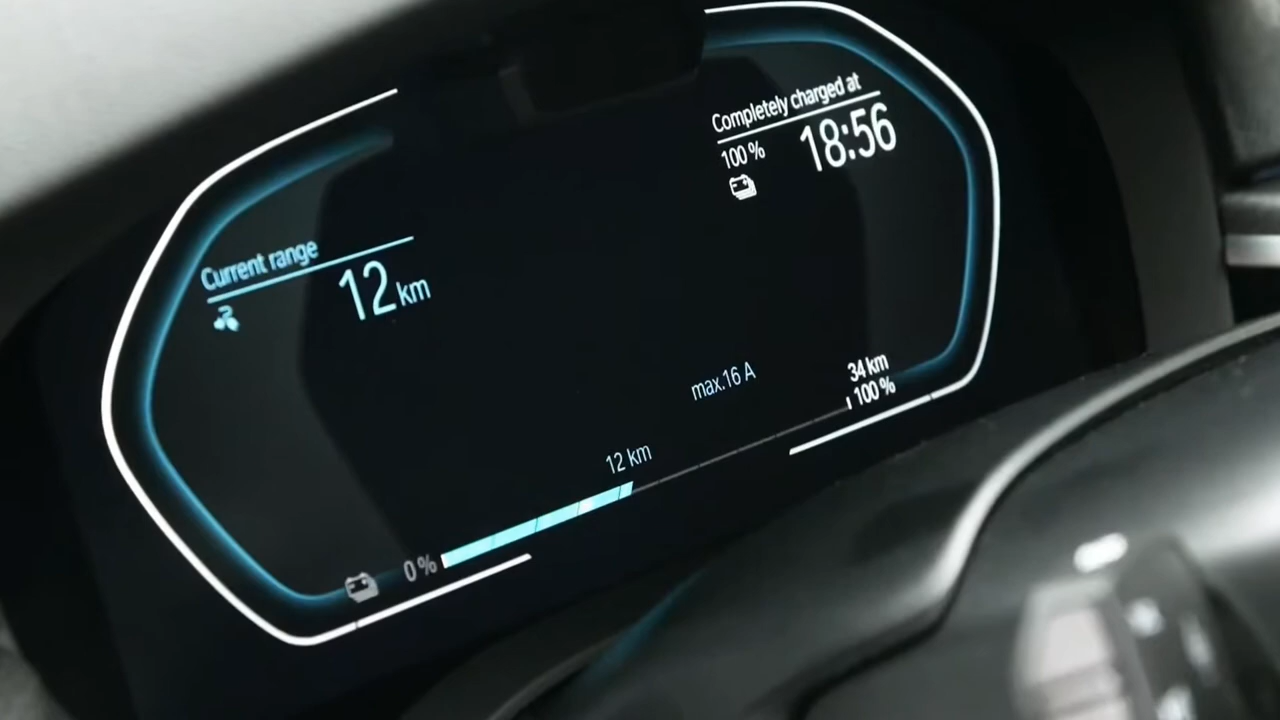 Completely charged at
100 % 18:56
Current range
12 km
max.16 A
34 km
100 %
12 km
0 %